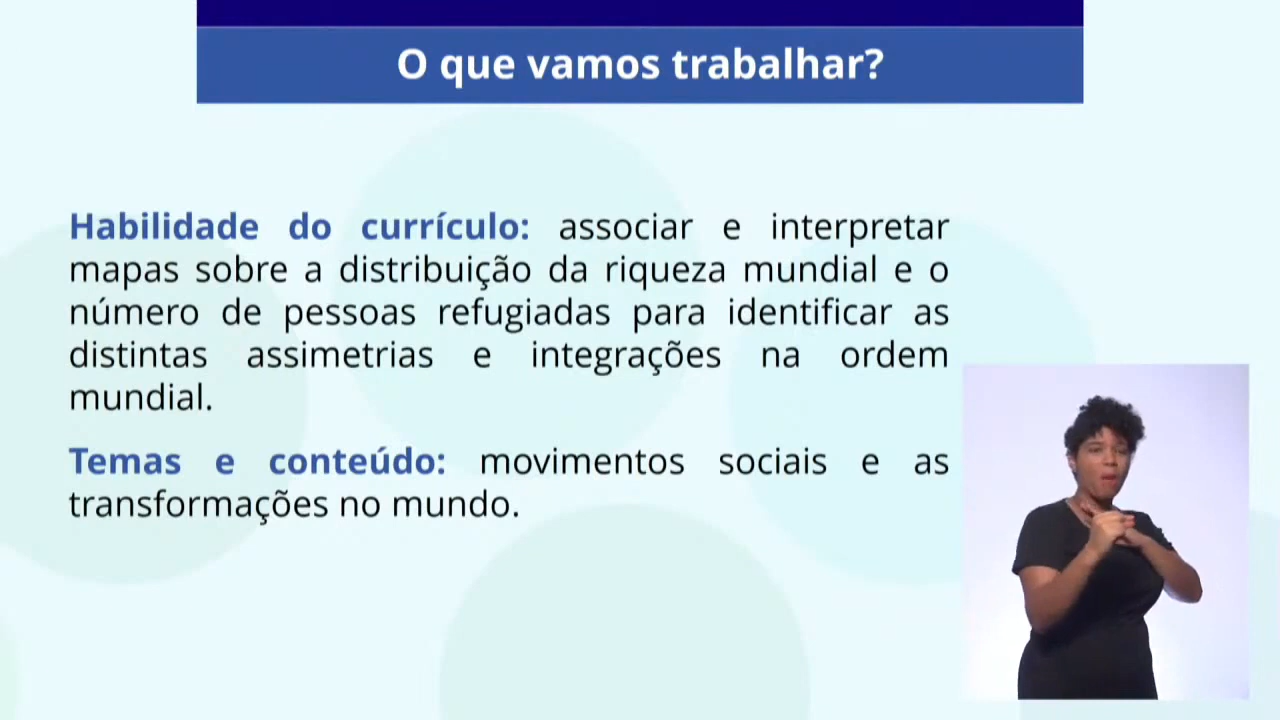 O que vamos trabalhar?
Habilidade do currículo: associar e interpretar
mapas sobre a distribuição da riqueza mundial e o
número de pessoas refugiadas para identificar as
distintas assimetrias e integrações na ordem
mundial.
Temas e conteúdo: movimentos sociais e as
transformações no mundo.